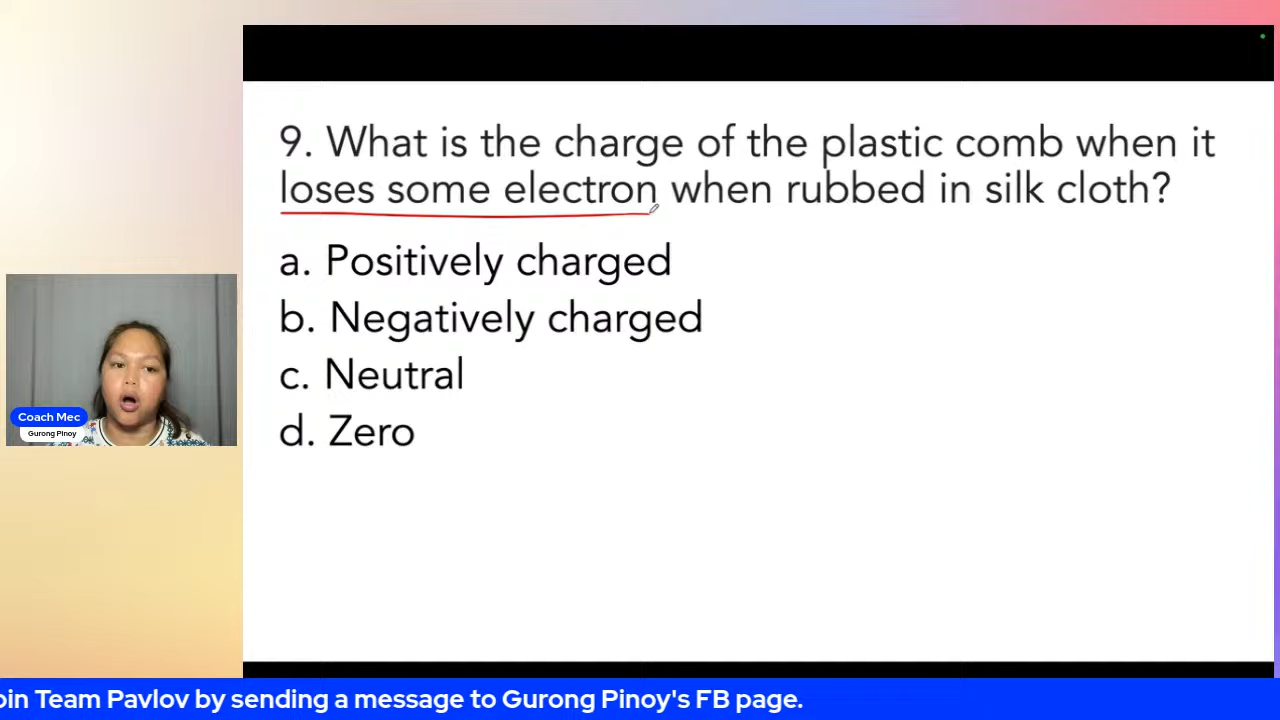 9. What is the charge of the plastic comb when it
loses some electron when rubbed in silk cloth?
a. Positively charged
b. Negatively charged
c. Neutral
d. Zero
Coach Mec
Gurong Pinoy
oin Team Pavlov by sending a message to Gurong Pinoy's FB page.